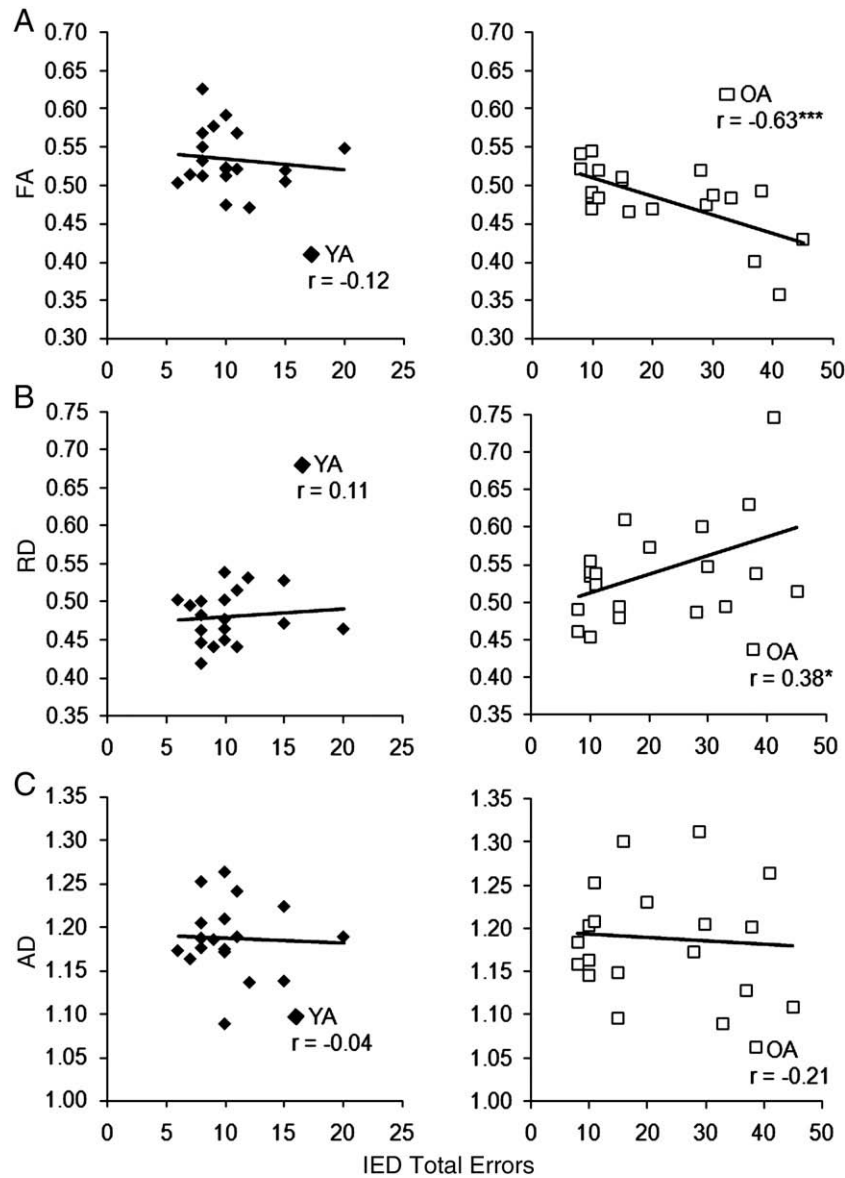 A
0.70
0.65
0.60
0.55
0.50
0.45
0.40
0.35
0.30
FA
0 5 10 15 20 25
YA
r = -0.12
0.70
0.65
0.60
0.55
0.50
0.45
0.40
0.35
0.30
0 10 20 30 40 50
OA
r = -0.63***
B
0.75
0.70
0.65
0.60
0.55
0.50
0.45
0.40
0.35
RD
0 5 10 15 20 25
YA
r = 0.11
0.75
0.70
0.65
0.60
0.55
0.50
0.45
0.40
0.35
0 10 20 30 40 50
OA
r = 0.38*
C
1.35
1.30
1.25
1.20
1.15
1.10
1.05
1.00
AD
0 5 10 15 20 25
YA
r = -0.04
1.35
1.30
1.25
1.20
1.15
1.10
1.05
1.00
0 10 20 30 40 50
OA
r = -0.21
IED Total Errors